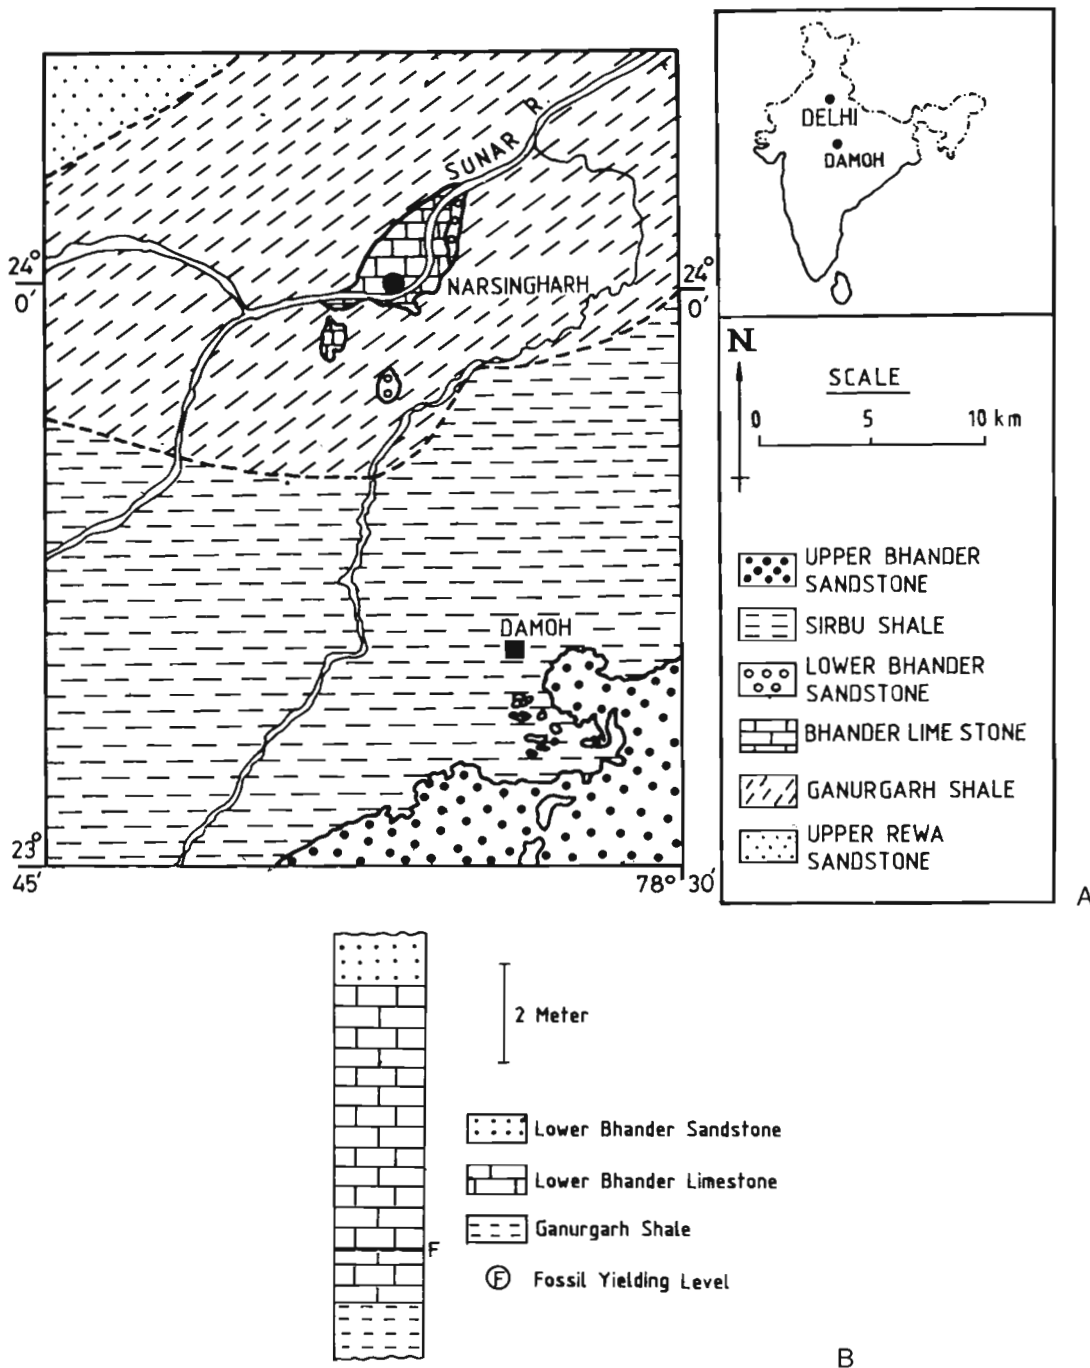 SUNAR R.
24°
0'
NARSINGHARH
24°
0'
DAMOH
23°
45'
78° 30'
DELHI
DAMOH
N
SCALE
0 5 10 km
UPPER BHANDER
SANDSTONE
SIRBU SHALE
LOWER BHANDER
SANDSTONE
BHANDER LIME STONE
GANURGARH SHALE
UPPER REWA
SANDSTONE
A
2 Meter
Lower Bhander Sandstone
Lower Bhander Limestone
Ganurgarh Shale
F
F Fossil Yielding Level
B